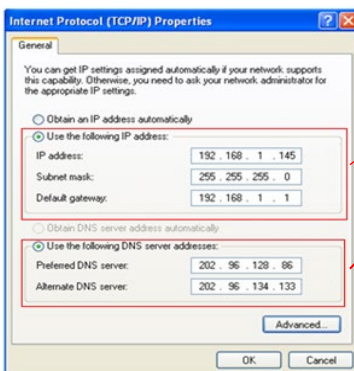 Internet Protocol (TCP/IP) Properties
General
You can get IP settings assigned automatically if your network supports
this capability. Otherwise, you need to ask your network administrator for
the appropriate IP settings.
Obtain an IP address automatically
Use the following IP address:
IP address: 192 . 168 . 1 . 145
Subnet mask: 255 . 255 . 255 . 0
Default gateway: 192 . 168 . 1 . 1
Obtain DNS server address automatically
Use the following DNS server addresses:
Preferred DNS server: 202 . 96 . 128 . 86
Alternate DNS server: 202 . 96 . 134 . 133
Advanced...
OK Cancel